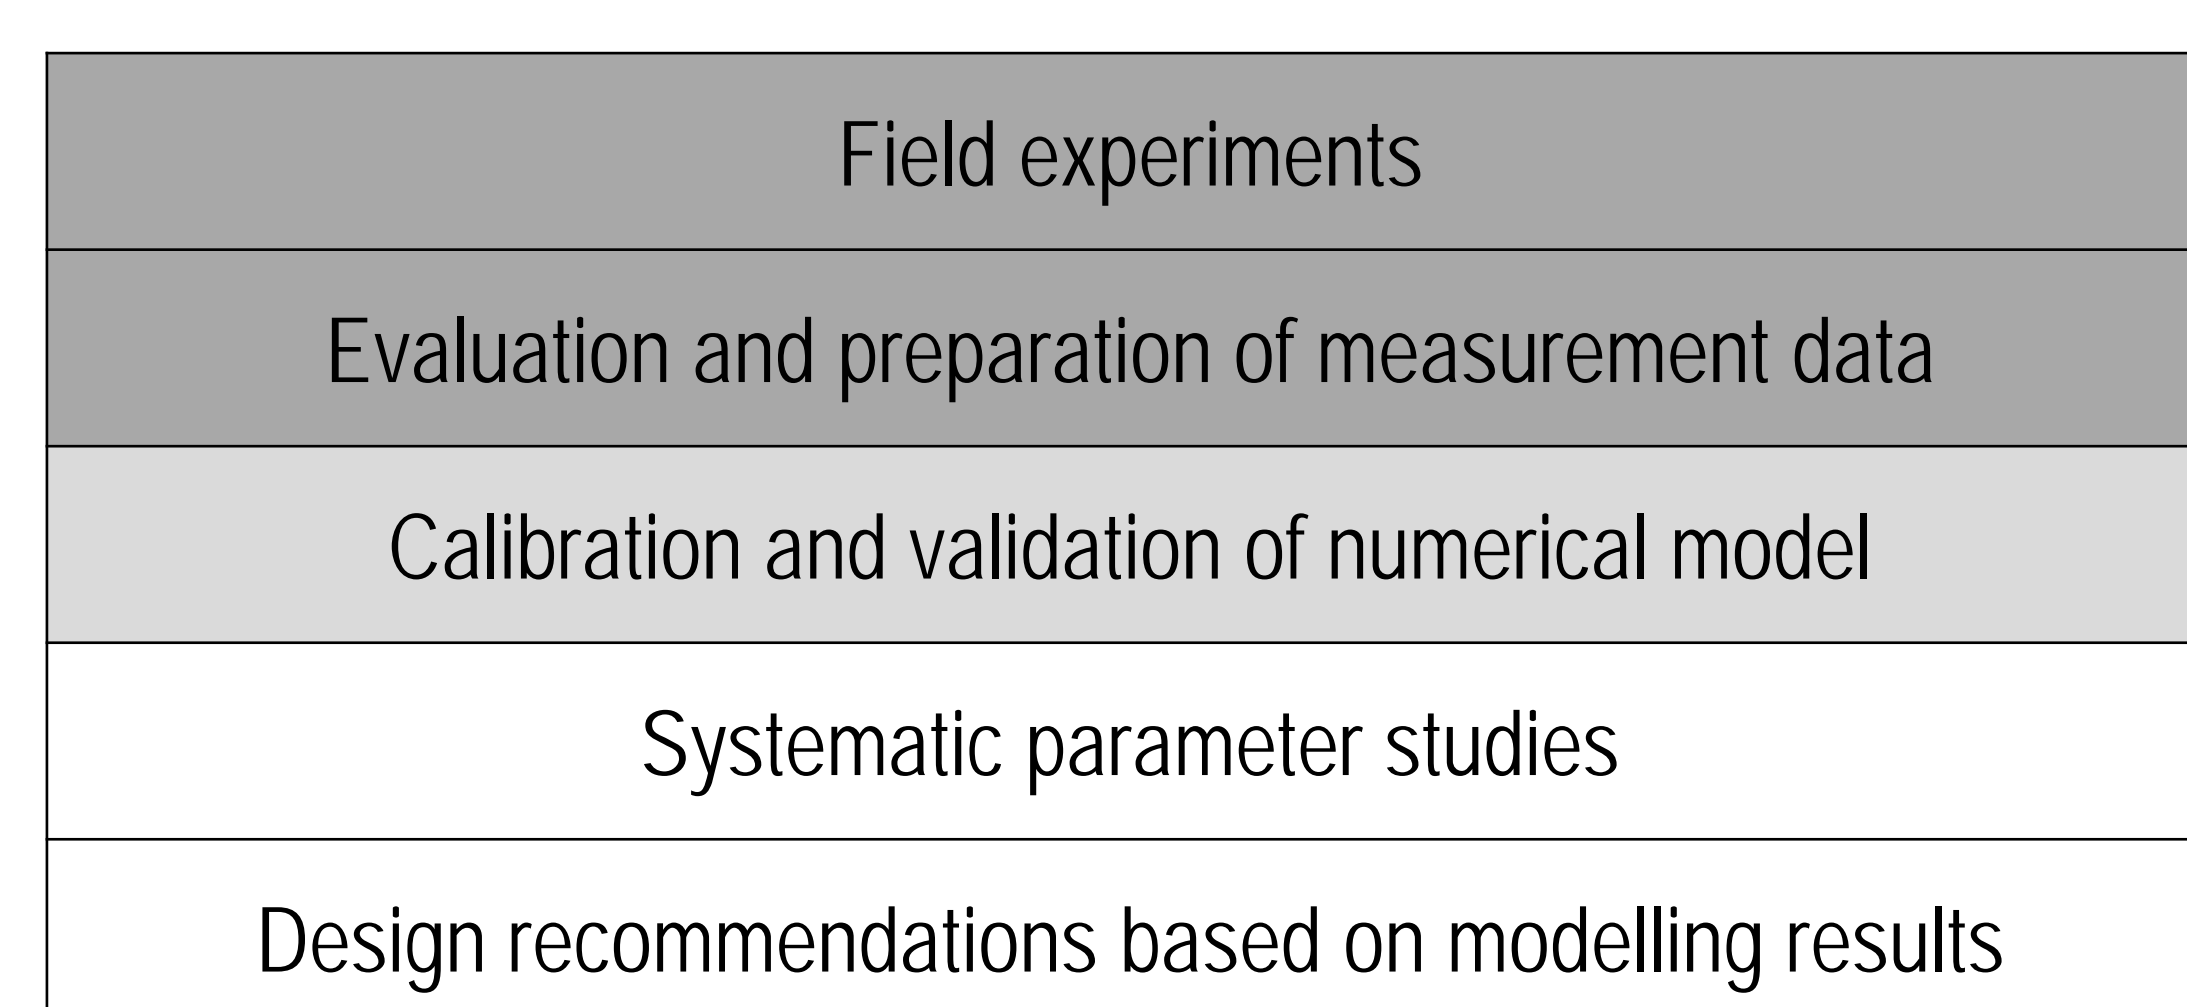 Field experiments
Evaluation and preparation of measurement data
Calibration and validation of numerical model
Systematic parameter studies
Design recommendations based on modelling results